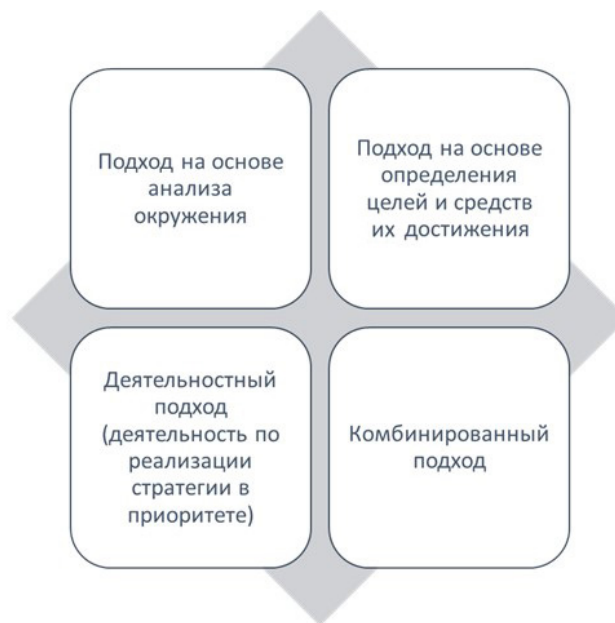 Подход на основе
анализа
окружения
Подход на основе
определения
целей и средств
их достижения
Деятельностный
подход
(деятельность по
реализации
стратегии в
приоритете)
Комбинированный
подход